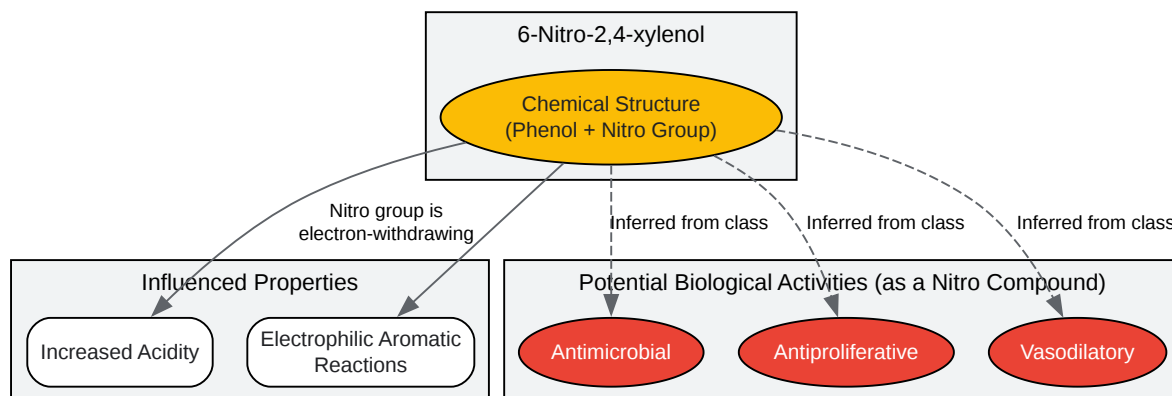 6-Nitro-2,4-xylenol
Chemical Structure
(Phenol + Nitro Group)
Nitro group is
electron-withdrawing
Inferred from class
Inferred from class
Inferred from class
Influenced Properties
Increased Acidity
Electrophilic Aromatic
Reactions
Potential Biological Activities (as a Nitro Compound)
Antimicrobial
Antiproliferative
Vasodilatory